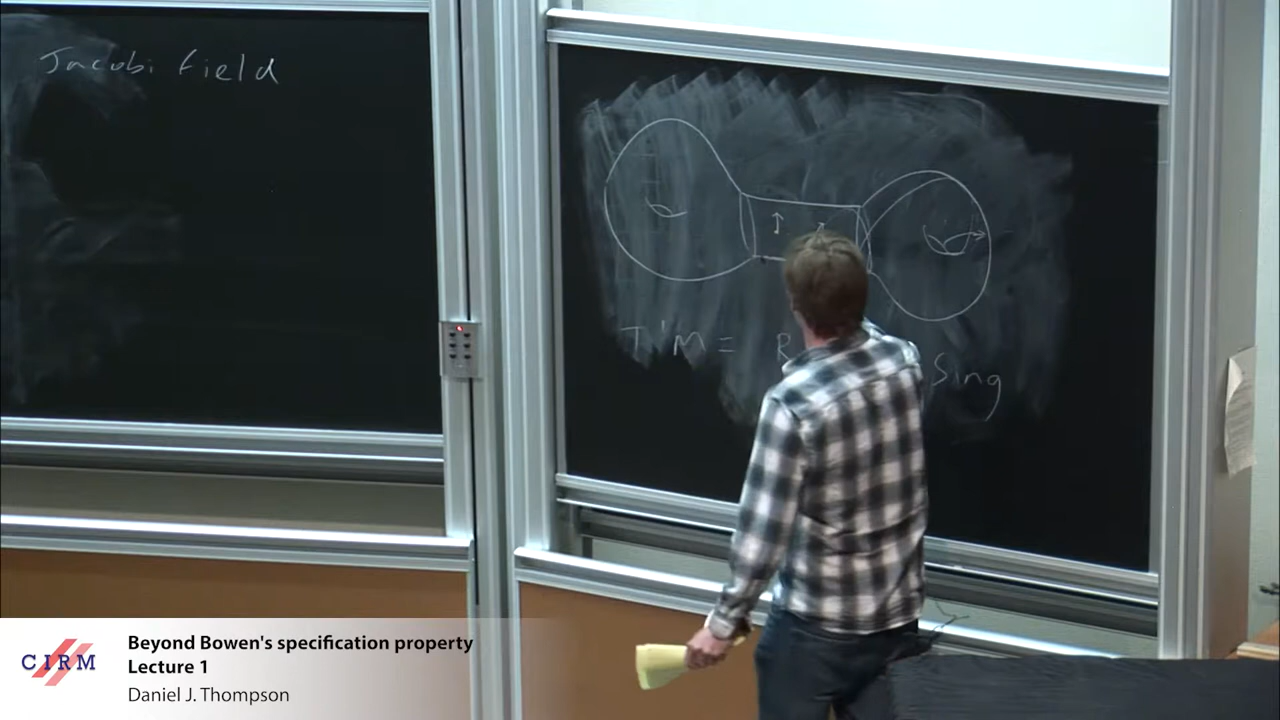 Jacobi field
T'M = R
Sing
CIRM
Beyond Bowen's specification property
Lecture 1
Daniel J. Thompson